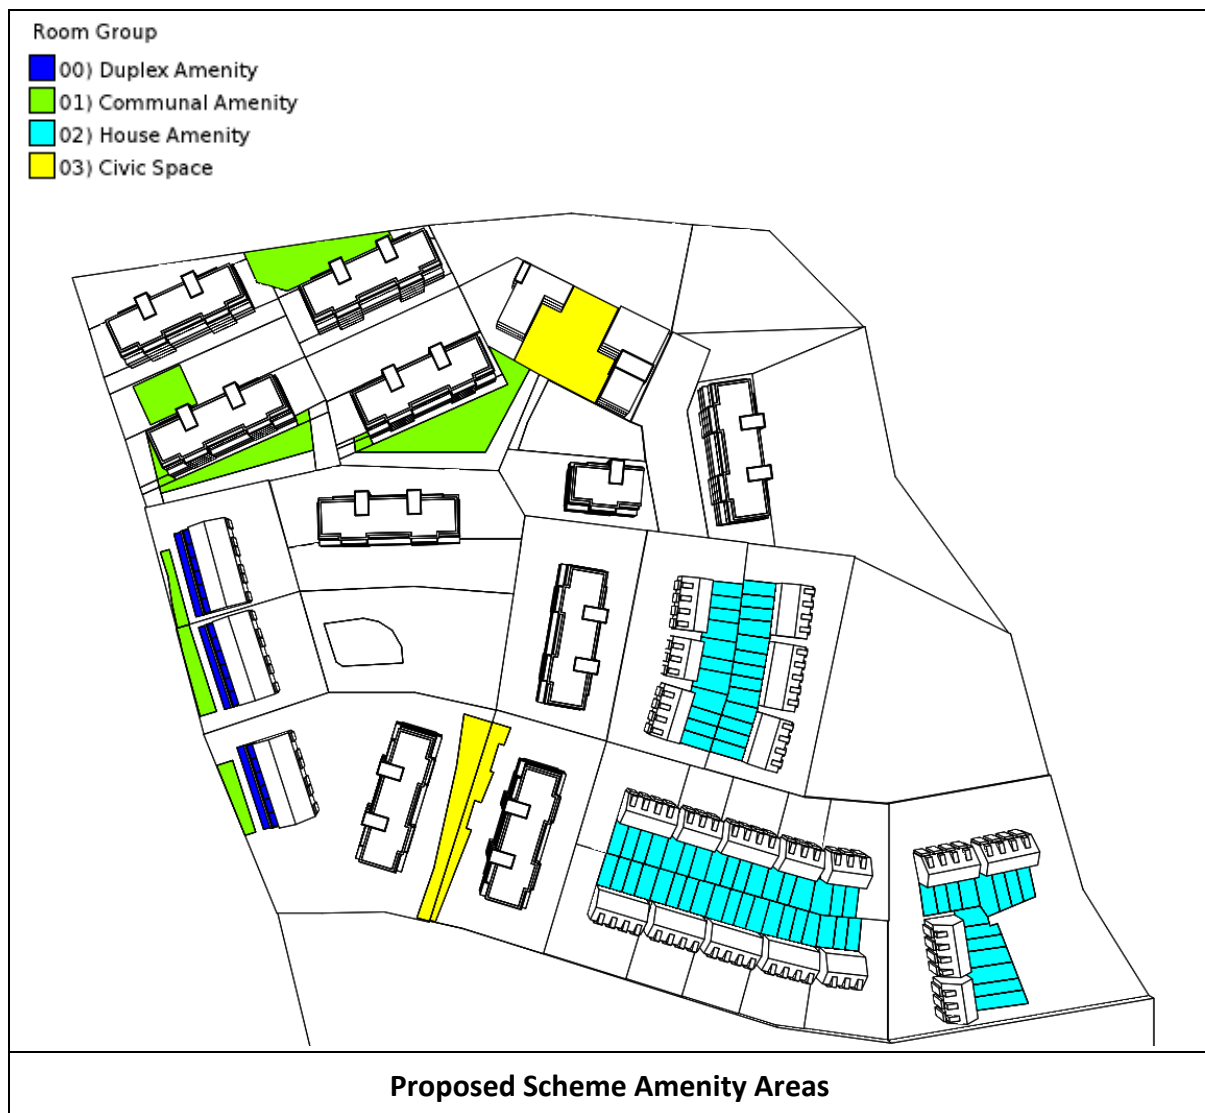 Room Group
00) Duplex Amenity
01) Communal Amenity
02) House Amenity
03) Civic Space
Proposed Scheme Amenity Areas